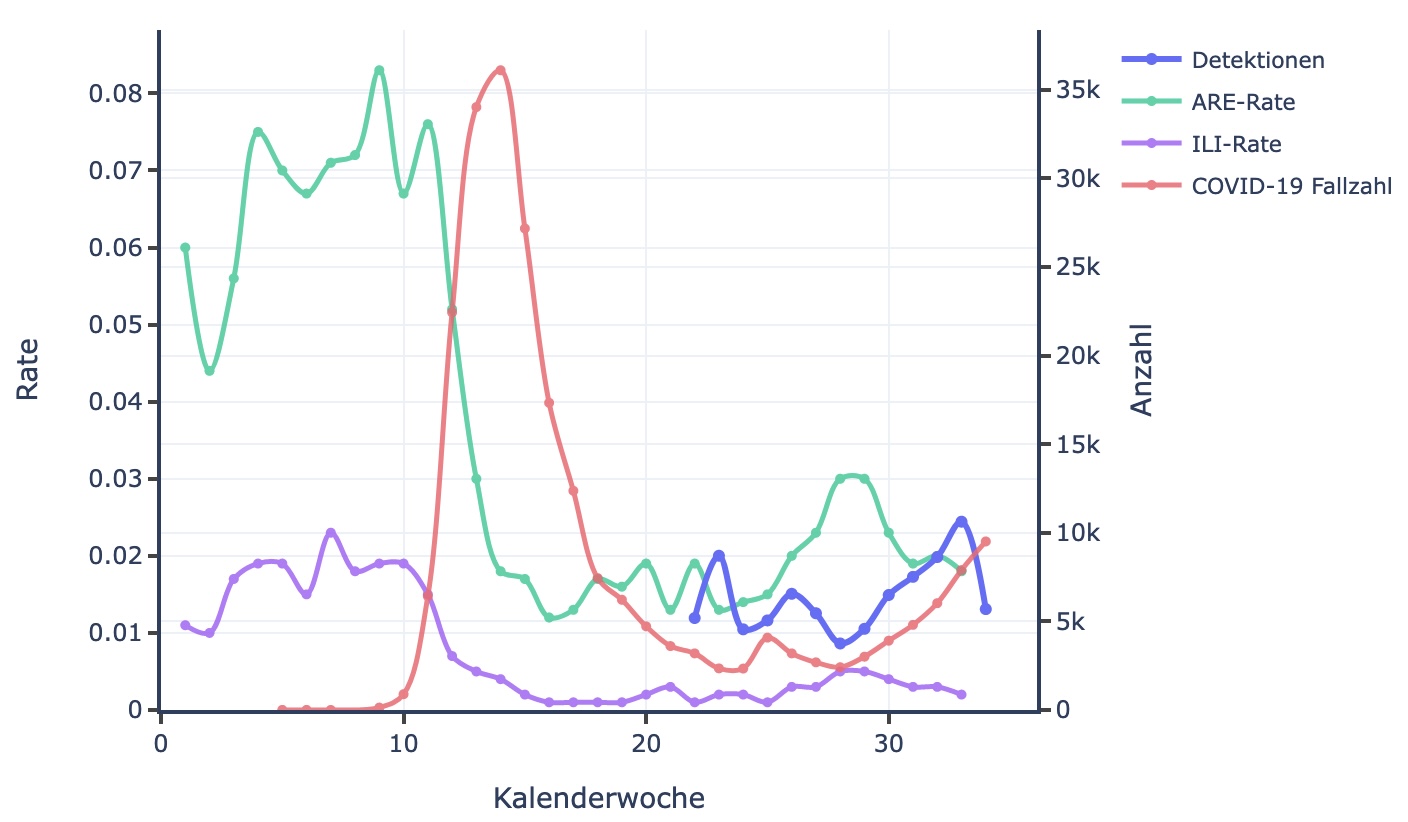 Rate
0.08
0.07
0.06
0.05
0.04
0.03
0.02
0.01
0
0
10
20
30
Kalenderwoche
35k
30k
25k
20k
15k
10k
5k
0
Anzahl
Detektionen
ARE-Rate
ILI-Rate
COVID-19 Fallzahl